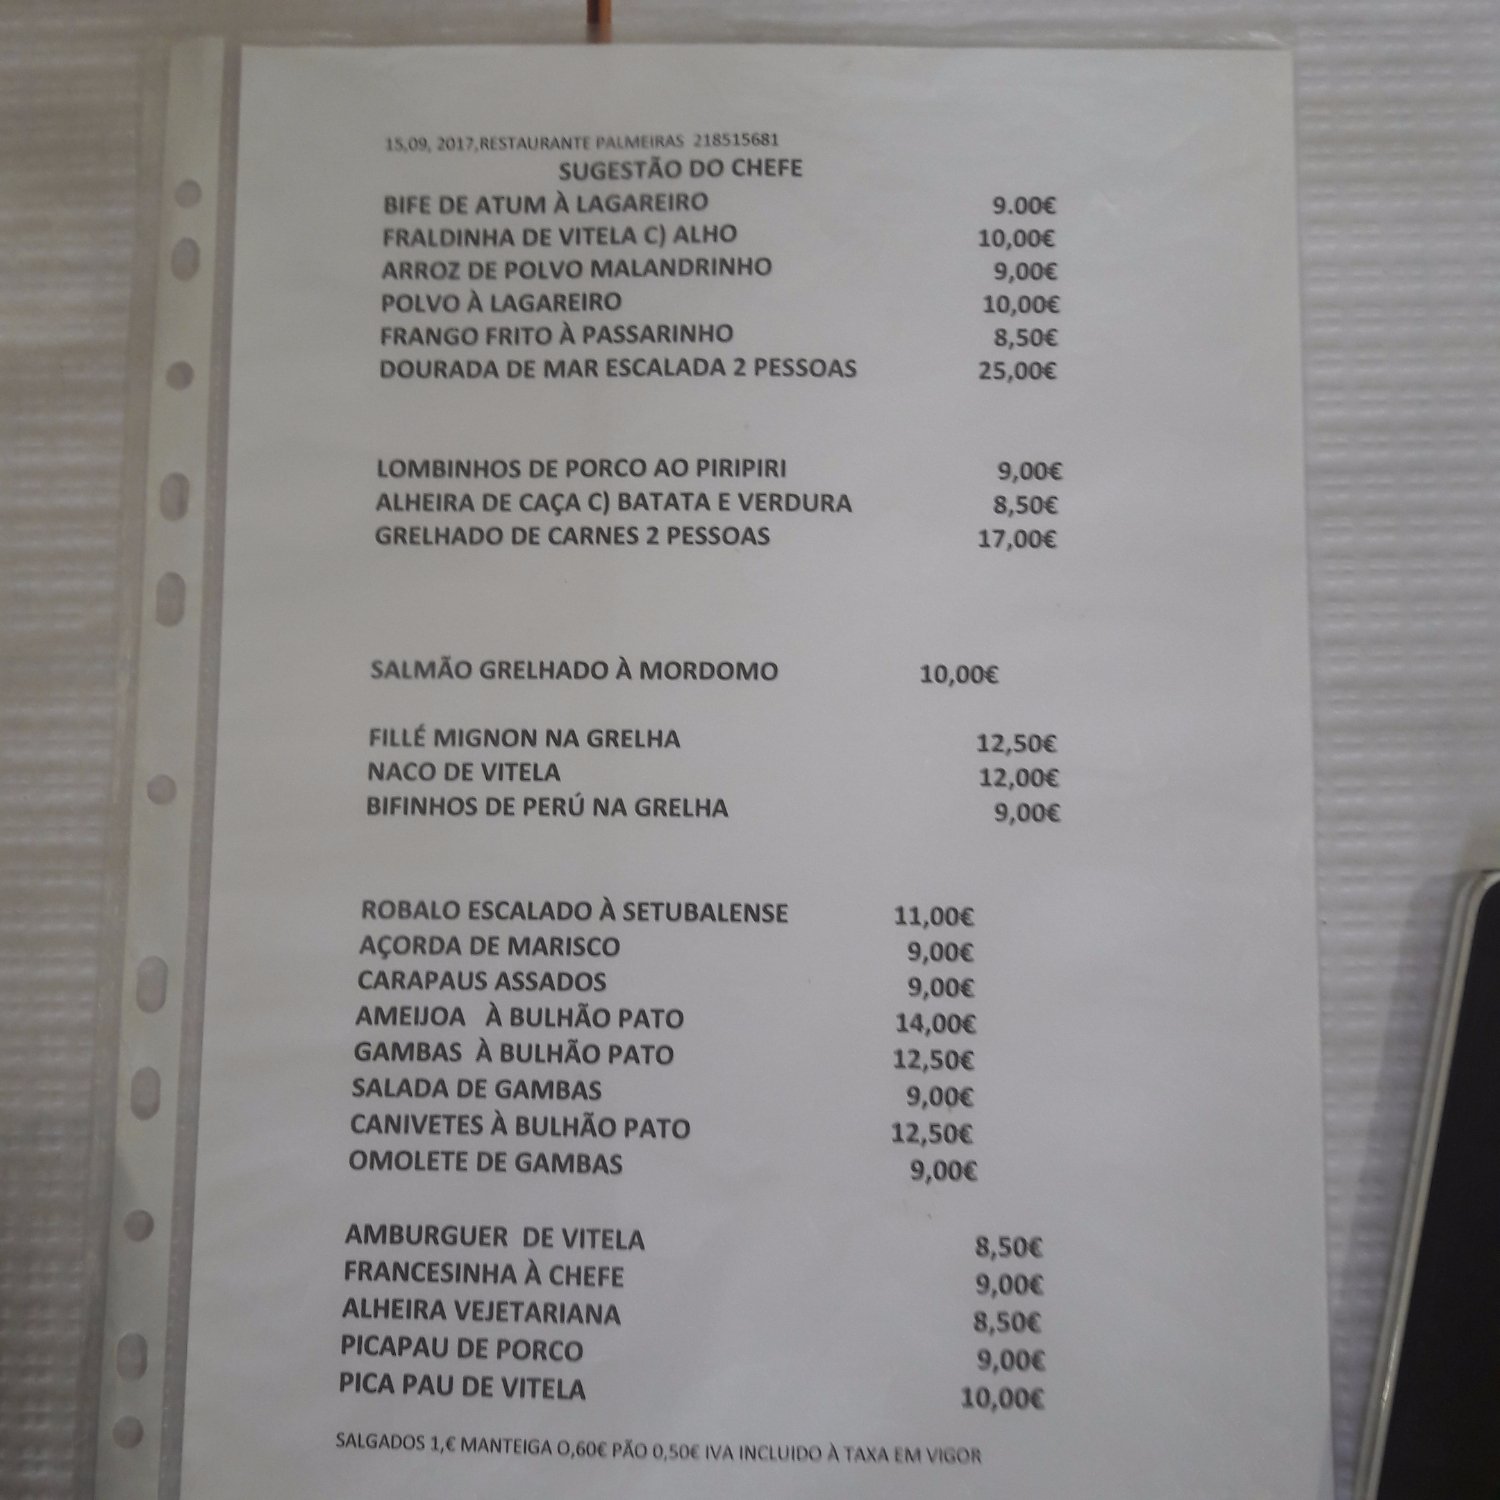 15,09, 2017,RESTAURANTE PALMEIRAS 218515681
SUGESTÃO DO CHEFE
BIFE DE ATUM À LAGAREIRO 9.00€
FRALDINHA DE VITELA C) ALHO 10,00€
ARROZ DE POLVO MALANDRINHO 9,00€
POLVO À LAGAREIRO 10,00€
FRANGO FRITO À PASSARINHO 8,50€
DOURADA DE MAR ESCALADA 2 PESSOAS 25,00€
LOMBINHOS DE PORCO AO PIRIPIRI 9,00€
ALHEIRA DE CAÇA C) BATATA E VERDURA 8,50€
GRELHADO DE CARNES 2 PESSOAS 17,00€
SALMÃO GRELHADO À MORDOMO 10,00€
FILLÉ MIGNON NA GRELHA 12,50€
NACO DE VITELA 12,00€
BIFINHOS DE PERÚ NA GRELHA 9,00€
ROBALO ESCALADO À SETUBALENSE 11,00€
AÇORDA DE MARISCO 9,00€
CARAPAUS ASSADOS 9,00€
AMEIJOA À BULHÃO PATO 14,00€
GAMBAS À BULHÃO PATO 12,50€
SALADA DE GAMBAS 9,00€
CANIVETES À BULHÃO PATO 12,50€
OMOLETE DE GAMBAS 9,00€
AMBURGUER DE VITELA 8,50€
FRANCESINHA À CHEFE 9,00€
ALHEIRA VEJETARIANA 8,50€
PICAPAU DE PORCO 9,00€
PICA PAU DE VITELA 10,00€
SALGADOS 1,€ MANTEIGA O,60€ PÃO 0,50€ IVA INCLUIDO À TAXA EM VIGOR